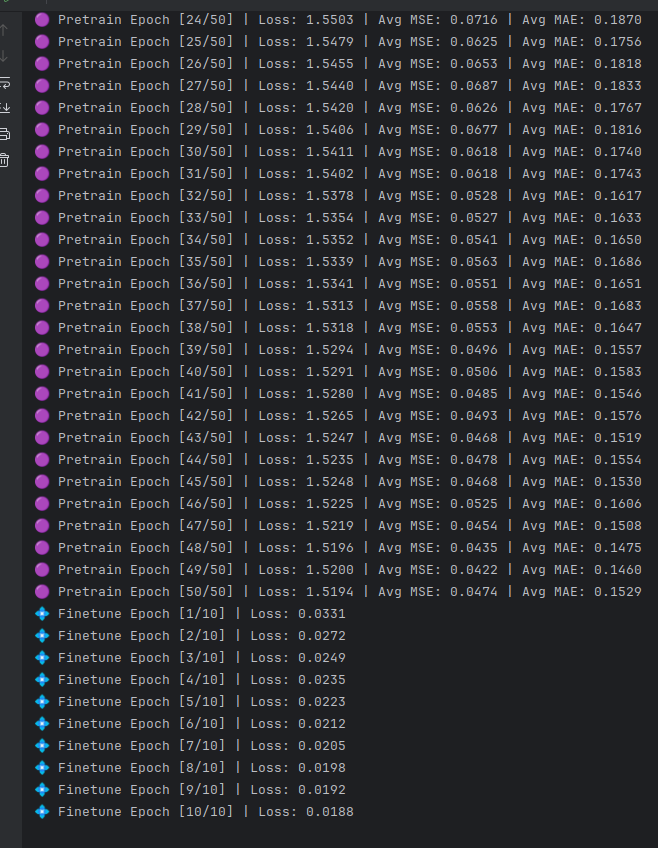 Pretrain Epoch [24/50] | Loss: 1.5503 | Avg MSE: 0.0716 | Avg MAE: 0.1870
Pretrain Epoch [25/50] | Loss: 1.5479 | Avg MSE: 0.0625 | Avg MAE: 0.1756
Pretrain Epoch [26/50] | Loss: 1.5455 | Avg MSE: 0.0653 | Avg MAE: 0.1818
Pretrain Epoch [27/50] | Loss: 1.5440 | Avg MSE: 0.0687 | Avg MAE: 0.1833
Pretrain Epoch [28/50] | Loss: 1.5420 | Avg MSE: 0.0626 | Avg MAE: 0.1767
Pretrain Epoch [29/50] | Loss: 1.5406 | Avg MSE: 0.0677 | Avg MAE: 0.1816
Pretrain Epoch [30/50] | Loss: 1.5411 | Avg MSE: 0.0618 | Avg MAE: 0.1740
Pretrain Epoch [31/50] | Loss: 1.5402 | Avg MSE: 0.0618 | Avg MAE: 0.1743
Pretrain Epoch [32/50] | Loss: 1.5378 | Avg MSE: 0.0528 | Avg MAE: 0.1617
Pretrain Epoch [33/50] | Loss: 1.5354 | Avg MSE: 0.0527 | Avg MAE: 0.1633
Pretrain Epoch [34/50] | Loss: 1.5352 | Avg MSE: 0.0541 | Avg MAE: 0.1650
Pretrain Epoch [35/50] | Loss: 1.5339 | Avg MSE: 0.0563 | Avg MAE: 0.1686
Pretrain Epoch [36/50] | Loss: 1.5341 | Avg MSE: 0.0551 | Avg MAE: 0.1651
Pretrain Epoch [37/50] | Loss: 1.5313 | Avg MSE: 0.0558 | Avg MAE: 0.1683
Pretrain Epoch [38/50] | Loss: 1.5318 | Avg MSE: 0.0553 | Avg MAE: 0.1647
Pretrain Epoch [39/50] | Loss: 1.5294 | Avg MSE: 0.0496 | Avg MAE: 0.1557
Pretrain Epoch [40/50] | Loss: 1.5291 | Avg MSE: 0.0506 | Avg MAE: 0.1583
Pretrain Epoch [41/50] | Loss: 1.5280 | Avg MSE: 0.0485 | Avg MAE: 0.1546
Pretrain Epoch [42/50] | Loss: 1.5265 | Avg MSE: 0.0493 | Avg MAE: 0.1576
Pretrain Epoch [43/50] | Loss: 1.5247 | Avg MSE: 0.0468 | Avg MAE: 0.1519
Pretrain Epoch [44/50] | Loss: 1.5235 | Avg MSE: 0.0478 | Avg MAE: 0.1554
Pretrain Epoch [45/50] | Loss: 1.5248 | Avg MSE: 0.0468 | Avg MAE: 0.1530
Pretrain Epoch [46/50] | Loss: 1.5225 | Avg MSE: 0.0525 | Avg MAE: 0.1606
Pretrain Epoch [47/50] | Loss: 1.5219 | Avg MSE: 0.0454 | Avg MAE: 0.1508
Pretrain Epoch [48/50] | Loss: 1.5196 | Avg MSE: 0.0435 | Avg MAE: 0.1475
Pretrain Epoch [49/50] | Loss: 1.5200 | Avg MSE: 0.0422 | Avg MAE: 0.1460
Pretrain Epoch [50/50] | Loss: 1.5194 | Avg MSE: 0.0474 | Avg MAE: 0.1529
Finetune Epoch [1/10] | Loss: 0.0331
Finetune Epoch [2/10] | Loss: 0.0272
Finetune Epoch [3/10] | Loss: 0.0249
Finetune Epoch [4/10] | Loss: 0.0235
Finetune Epoch [5/10] | Loss: 0.0223
Finetune Epoch [6/10] | Loss: 0.0212
Finetune Epoch [7/10] | Loss: 0.0205
Finetune Epoch [8/10] | Loss: 0.0198
Finetune Epoch [9/10] | Loss: 0.0192
Finetune Epoch [10/10] | Loss: 0.0188